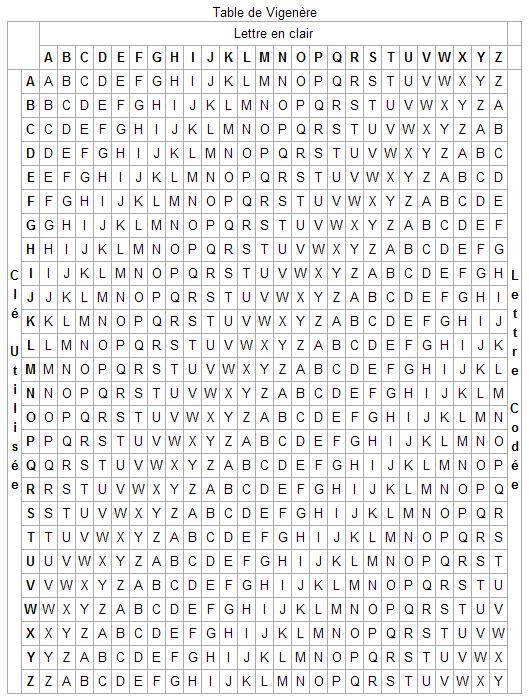 Table de Vigenère
Lettre en clair
A B C D E F G H I J K L M N O P Q R S T U V W X Y Z
A A B C D E F G H I J K L M N O P Q R S T U V W X Y Z
B B C D E F G H I J K L M N O P Q R S T U V W X Y Z A
C C D E F G H I J K L M N O P Q R S T U V W X Y Z A B
D D E F G H I J K L M N O P Q R S T U V W X Y Z A B C
E E F G H I J K L M N O P Q R S T U V W X Y Z A B C D
F F G H I J K L M N O P Q R S T U V W X Y Z A B C D E
G G H I J K L M N O P Q R S T U V W X Y Z A B C D E F
H H I J K L M N O P Q R S T U V W X Y Z A B C D E F G
I I J K L M N O P Q R S T U V W X Y Z A B C D E F G H
J J K L M N O P Q R S T U V W X Y Z A B C D E F G H I
K K L M N O P Q R S T U V W X Y Z A B C D E F G H I J
L L M N O P Q R S T U V W X Y Z A B C D E F G H I J K
M M N O P Q R S T U V W X Y Z A B C D E F G H I J K L
N N O P Q R S T U V W X Y Z A B C D E F G H I J K L M
O O P Q R S T U V W X Y Z A B C D E F G H I J K L M N
P P Q R S T U V W X Y Z A B C D E F G H I J K L M N O
Q Q R S T U V W X Y Z A B C D E F G H I J K L M N O P
R R S T U V W X Y Z A B C D E F G H I J K L M N O P Q
S S T U V W X Y Z A B C D E F G H I J K L M N O P Q R
T T U V W X Y Z A B C D E F G H I J K L M N O P Q R S
U U V W X Y Z A B C D E F G H I J K L M N O P Q R S T
V V W X Y Z A B C D E F G H I J K L M N O P Q R S T U
W W X Y Z A B C D E F G H I J K L M N O P Q R S T U V
X X Y Z A B C D E F G H I J K L M N O P Q R S T U V W
Y Y Z A B C D E F G H I J K L M N O P Q R S T U V W X
Z Z A B C D E F G H I J K L M N O P Q R S T U V W X Y
Clé Utilisée
Lettre Codée